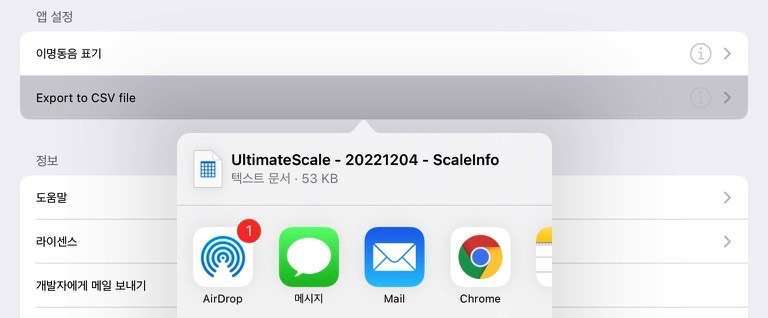 앱 설정
이명동음 표기
Export to CSV file
UltimateScale - 20221204 - ScaleInfo
텍스트 문서 · 53 KB
정보
도움말
라이센스
개발자에게 메일 보내기
1
AirDrop
메시지
Mail
Chrome